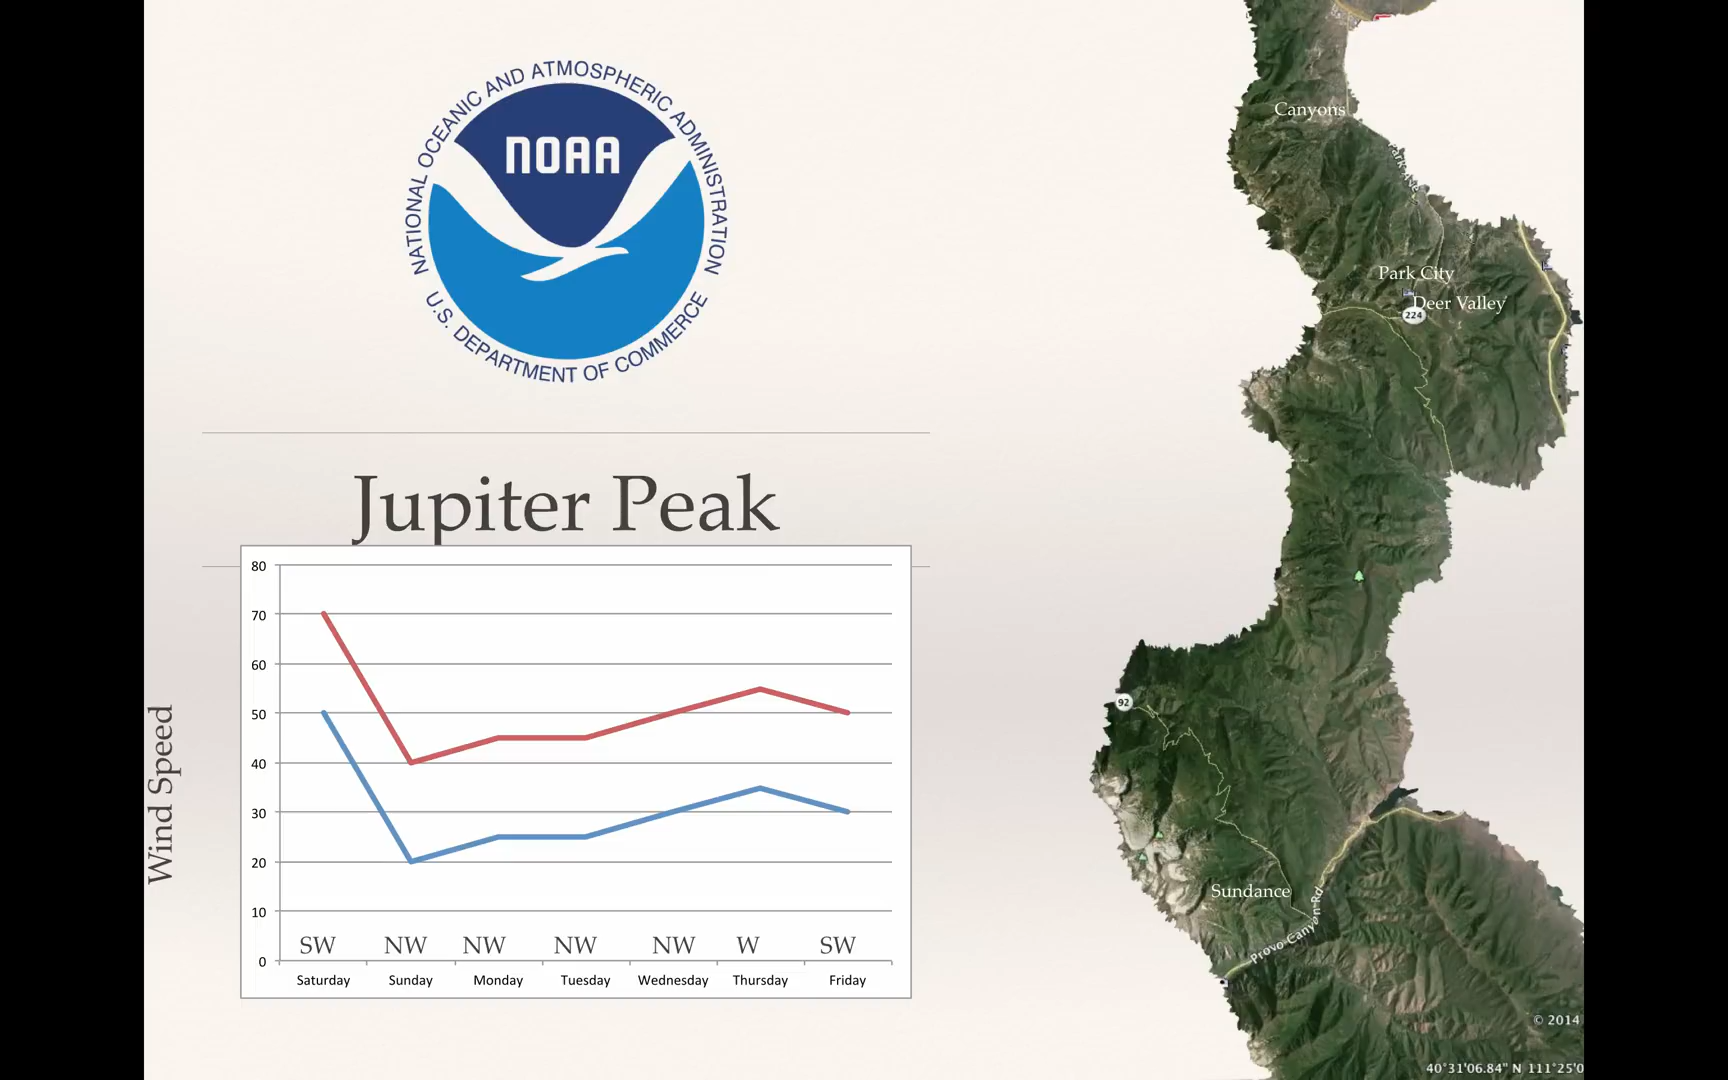 NATIONAL OCEANIC AND ATMOSPHERIC ADMINISTRATION
NOAA
U.S. DEPARTMENT OF COMMERCE
Jupiter Peak
Wind Speed
80
70
60
50
40
30
20
10
0
SW NW NW NW NW W SW
Saturday Sunday Monday Tuesday Wednesday Thursday Friday
Canyons
Park City
Deer Valley
224
92
Sundance
Provo Canyon Rd
© 2014
40°31'06.84" N 111°25'0